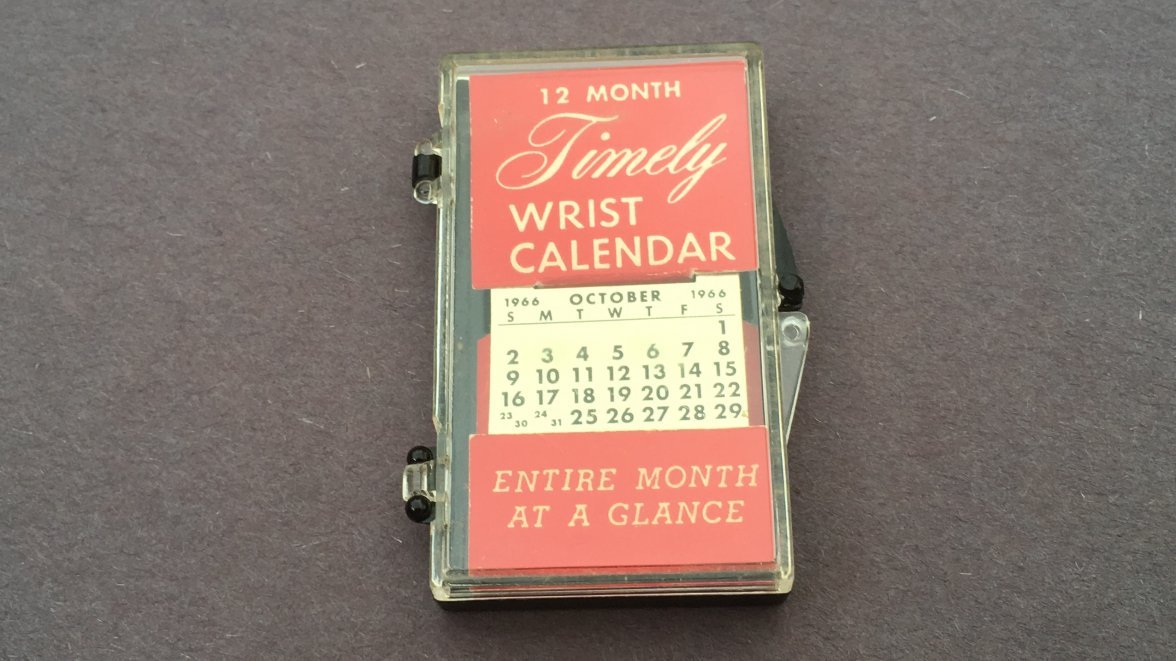 12 MONTH
Timely
WRIST
CALENDAR
1966 OCTOBER 1966
S M T W T F S
1
2 3 4 5 6 7 8
9 10 11 12 13 14 15
16 17 18 19 20 21 22
23 30 24 31 25 26 27 28 29
ENTIRE MONTH
AT A GLANCE